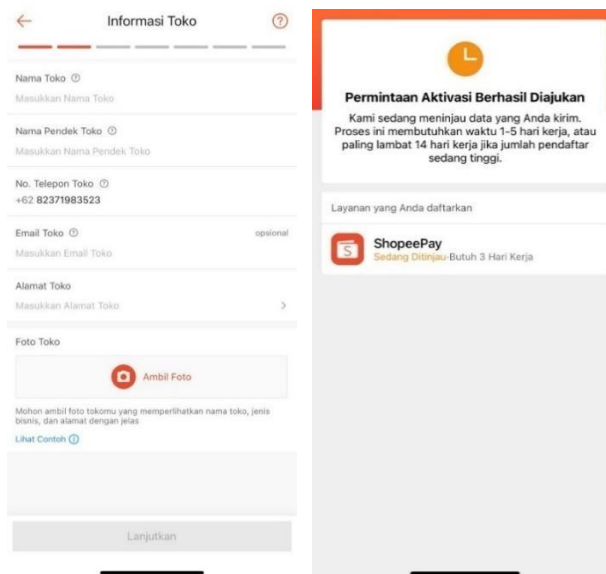 Informasi Toko
Nama Toko
Masukkan Nama Toko
Nama Pendek Toko
Masukkan Nama Pendek Toko
No. Telepon Toko
+62 82371983523
Email Toko
opsional
Masukkan Email Toko
Alamat Toko
Masukkan Alamat Toko
Foto Toko
Ambil Foto
Mohon ambil foto tokomu yang memperlihatkan nama toko, jenis
bisnis, dan alamat dengan jelas
Lihat Contoh
Lanjutkan
Permintaan Aktivasi Berhasil Diajukan
Kami sedang meninjau data yang Anda kirim.
Proses ini membutuhkan waktu 1-5 hari kerja, atau
paling lambat 14 hari kerja jika jumlah pendaftar
sedang tinggi.
Layanan yang Anda daftarkan
ShopeePay
Sedang Ditinjau-Butuh 3 Hari Kerja